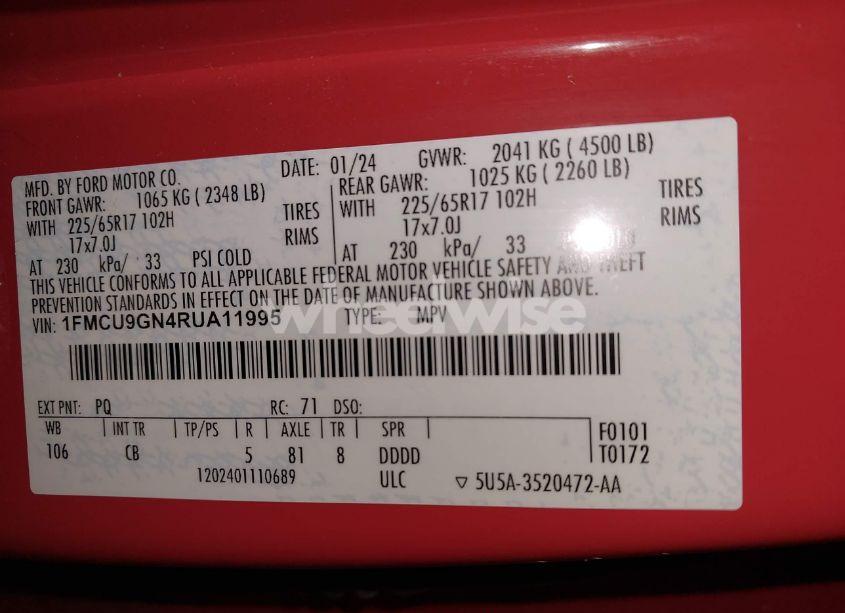 MFD. BY FORD MOTOR CO. DATE: 01/24 GVWR: 2041 KG ( 4500 LB)
FRONT GAWR: 1065 KG ( 2348 LB) REAR GAWR: 1025 KG ( 2260 LB)
WITH 225/65R17 102H TIRES WITH 225/65R17 102H TIRES
17x7.0J RIMS 17x7.0J RIMS
AT 230 kPa/ 33 PSI COLD AT 230 kPa/ 33
THIS VEHICLE CONFORMS TO ALL APPLICABLE FEDERAL MOTOR VEHICLE SAFETY AND THEFT
PREVENTION STANDARDS IN EFFECT ON THE DATE OF MANUFACTURE SHOWN ABOVE.
VIN: 1FMCU9GN4RUA11995 TYPE: MPV
wheelwise
EXT PNT: PQ RC: 71 DSO:
WB INT TR TP/PS R AXLE TR SPR F0101
106 CB 5 81 8 DDDD T0172
1202401110689 ULC ▽ 5U5A-3520472-AA